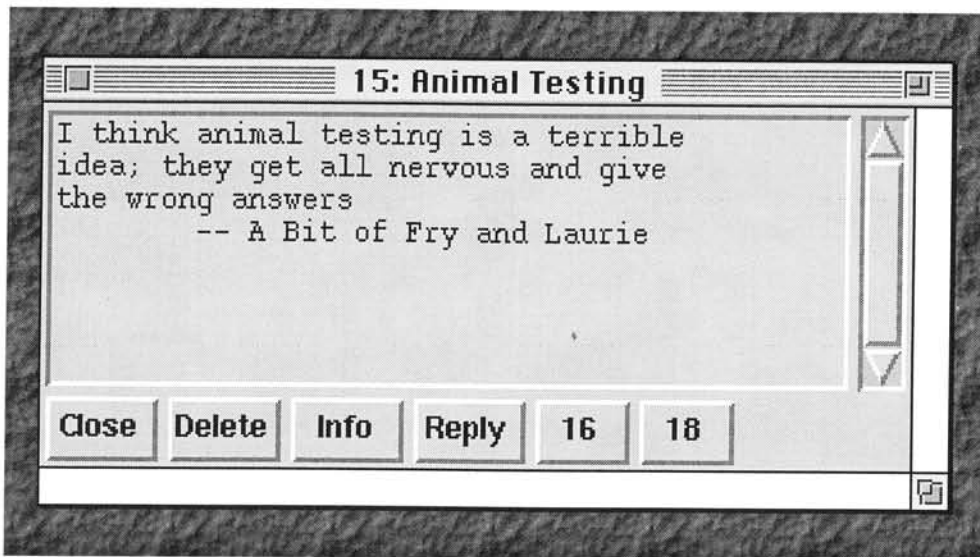 15: Animal Testing
I think animal testing is a terrible
idea; they get all nervous and give
the wrong answers
-- A Bit of Fry and Laurie
Close Delete Info Reply 16 18